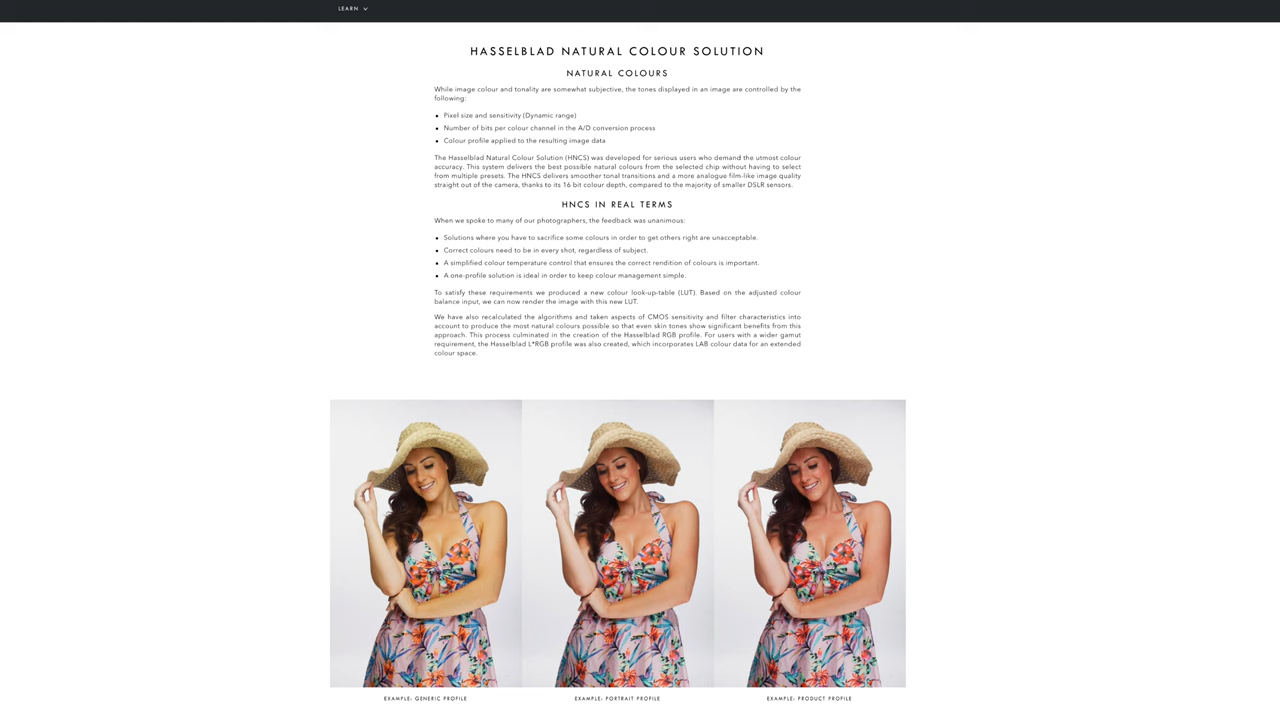 LEARN
HASSELBLAD NATURAL COLOUR SOLUTION
NATURAL COLOURS
While image colour and tonality are somewhat subjective, the tones displayed in an image are controlled by the
following:
• Pixel size and sensitivity (Dynamic range)
• Number of bits per colour channel in the A/D conversion process
• Colour profile applied to the resulting image data
The Hasselblad Natural Colour Solution (HNCS) was developed for serious users who demand the utmost colour
accuracy. This system delivers the best possible natural colours from the selected chip without having to select
from multiple presets. The HNCS delivers smoother tonal transitions and a more analogue film-like image quality
straight out of the camera, thanks to its 16 bit colour depth, compared to the majority of smaller DSLR sensors.
HNCS IN REAL TERMS
When we spoke to many of our photographers, the feedback was unanimous:
• Solutions where you have to sacrifice some colours in order to get others right are unacceptable.
• Correct colours need to be in every shot, regardless of subject.
• A simplified colour temperature control that ensures the correct rendition of colours is important.
• A one-profile solution is ideal in order to keep colour management simple.
To satisfy these requirements we produced a new colour look-up-table (LUT). Based on the adjusted colour
balance input, we can now render the image with this new LUT.
We have also recalculated the algorithms and taken aspects of CMOS sensitivity and filter characteristics into
account to produce the most natural colours possible so that even skin tones show significant benefits from this
approach. This process culminated in the creation of the Hasselblad RGB profile. For users with a wider gamut
requirement, the Hasselblad L*RGB profile was also created, which incorporates LAB colour data for an extended
colour space.
EXAMPLE: GENERIC PROFILE
EXAMPLE: PORTRAIT PROFILE
EXAMPLE: PRODUCT PROFILE